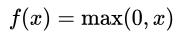 f(x) = max(0, x)